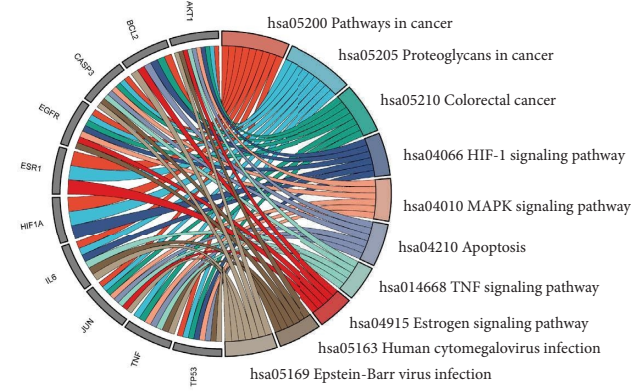 AKT1
BCL2
CASP3
EGFR
ESR1
HIF1A
IL6
JUN
TNF
TP53
hsa05200 Pathways in cancer
hsa05205 Proteoglycans in cancer
hsa05210 Colorectal cancer
hsa04066 HIF-1 signaling pathway
hsa04010 MAPK signaling pathway
hsa04210 Apoptosis
hsa014668 TNF signaling pathway
hsa04915 Estrogen signaling pathway
hsa05163 Human cytomegalovirus infection
hsa05169 Epstein-Barr virus infection